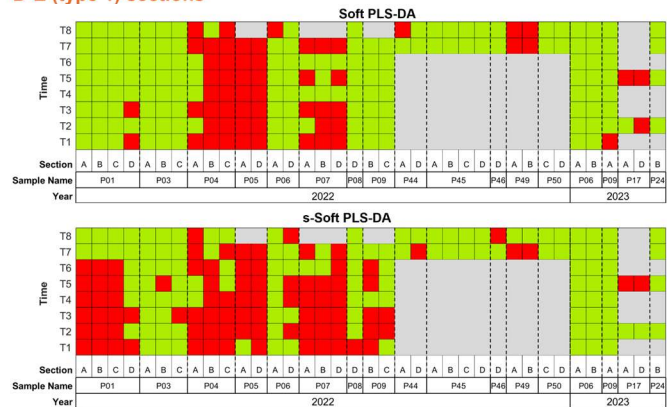 Soft PLS-DA
T8
T7
T6
Time T5
T4
T3
T2
T1
Section A B C D A B C A B C A D A D A B D D B C A D A B C D D A B C D A B A A D B
Sample Name P01 P03 P04 P05 P06 P07 P08 P09 P44 P45 P46 P49 P50 P06 P09 P17 P24
Year 2022 2023
s-Soft PLS-DA
T8
T7
T6
Time T5
T4
T3
T2
T1
Section A B C D A B C A B C A D A D A B D D B C A D A B C D D A B C D A B A A D B
Sample Name P01 P03 P04 P05 P06 P07 P08 P09 P44 P45 P46 P49 P50 P06 P09 P17 P24
Year 2022 2023